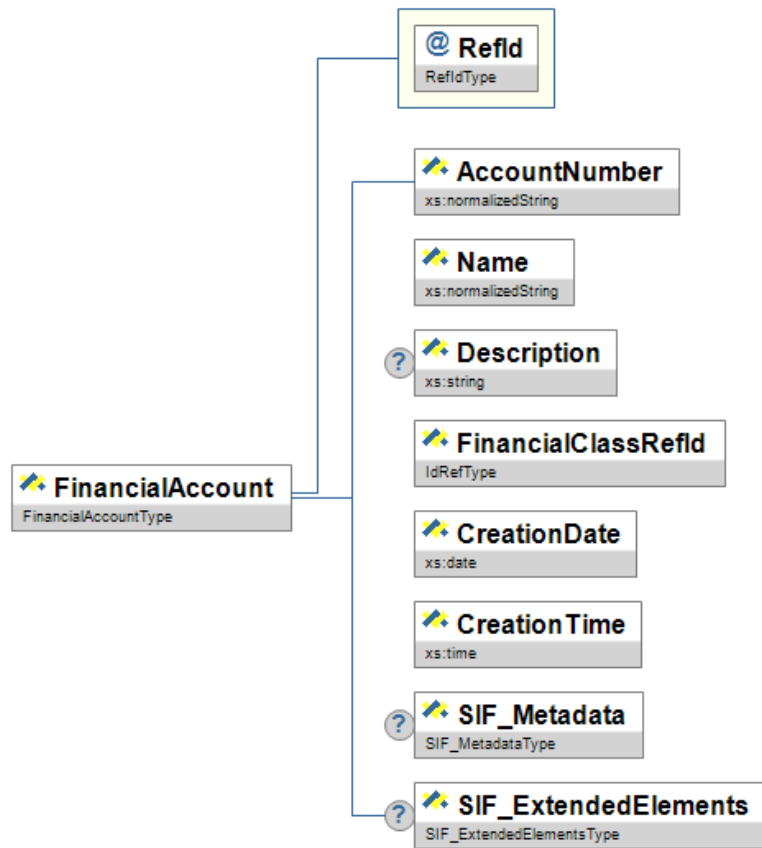 @ RefId
RefIdType
AccountNumber
xs:normalizedString
Name
xs:normalizedString
? Description
xs:string
FinancialClassRefId
IdRefType
FinancialAccount
FinancialAccountType
CreationDate
xs:date
CreationTime
xs:time
? SIF_Metadata
SIF_MetadataType
? SIF_ExtendedElements
SIF_ExtendedElementsType